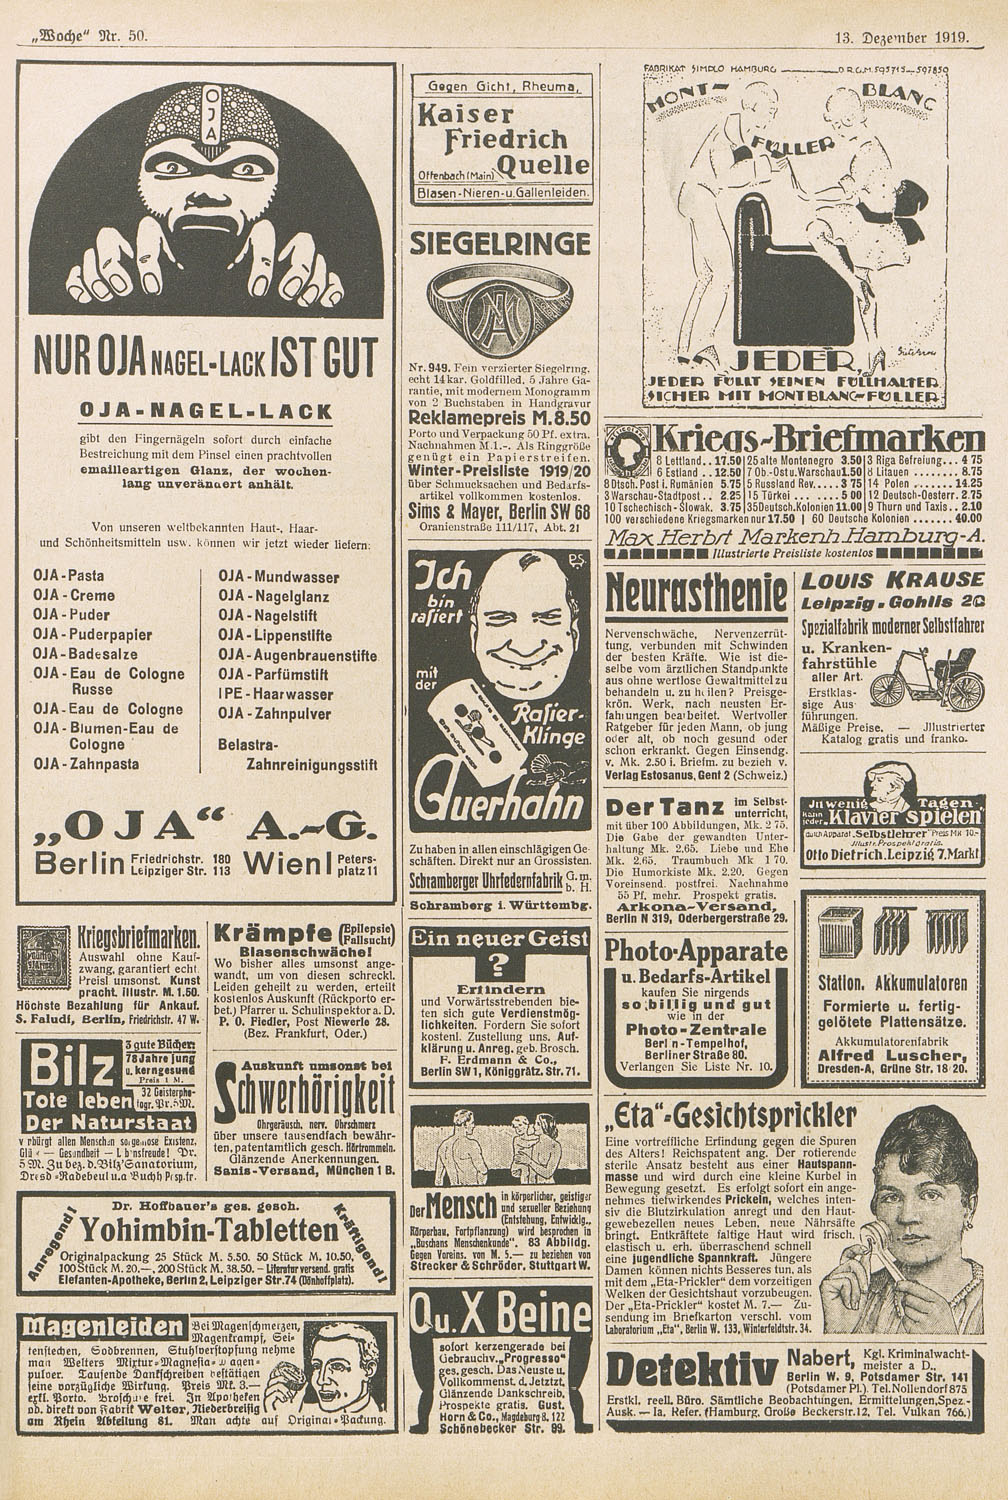 „Woche“ Nr. 50.
13. Dezember 1919.
OJA
NUR OJA NAGEL-LACK IST GUT
OJA-NAGEL-LACK
gibt den Fingernägeln sofort durch einfache
Bestreichung mit dem Pinsel einen prachtvollen
emailleartigen Glanz, der wochen-
lang unverändert anhält.
Von unseren weltbekannten Haut-, Haar-
und Schönheitsmitteln usw. können wir jetzt wieder liefern:
OJA-Pasta
OJA-Creme
OJA-Puder
OJA-Puderpapier
OJA-Badesalze
OJA-Eau de Cologne
Russe
OJA-Eau de Cologne
OJA-Blumen-Eau de
Cologne
OJA-Zahnpasta
OJA-Mundwasser
OJA-Nagelglanz
OJA-Nagelstift
OJA-Lippenstifte
OJA-Augenbrauenstifte
OJA-Parfümstift
IPE-Haarwasser
OJA-Zahnpulver
Belastra-
Zahnreinigungsstift
„OJA“ A.-G.
Berlin Friedrichstr. 180
Leipziger Str. 113
Wien I Peters-
platz 11
Kriegsbriefmarken.
Auswahl ohne Kauf-
zwang, garantiert echt.
Preisl umsonst. Kunst
pracht. illustr. M. 1.50.
Höchste Bezahlung für Ankauf.
S. Faludi, Berlin, Friedrichstr. 47 W.
Krämpfe (Epilepsie)
(Fallsucht)
Blasenschwäche!
Wo bisher alles umsonst ange-
wandt, um von diesen schreckl.
Leiden geheilt zu werden, erteilt
kostenlos Auskunft (Rückporto er-
bet.) Pfarrer u. Schulinspektor a. D.
P. O. Fiedler, Post Niewerle 28.
(Bez. Frankfurt, Oder.)
Bilz
3 gute Bücher:
78 Jahre jung
u. kerngesund
Preis 1 M.
Tote leben
32 Geisterpho-
togr. Pr. 5 M.
Der Naturstaat
v rbürgt allen Menschen sorgenlose Existenz.
Glü — Gesundheit — L b nsfreude! Pr.
5 M. Zu bez. d. Bilz' Sanatorium,
Dresd-Radebeul u. a Buchh Prsp. fr.
Auskunft umsonst bei
Schwerhörigkeit
Ohrgeräusch, nerv. Ohrschmerz
über unsere tausendfach bewähr-
ten, patentamtlich gesch. Hörtrommeln.
Glänzende Anerkennungen.
Sanis-Versand, München 1 B.
Anregend!
Dr. Hoffbauer's ges. gesch.
Yohimbin-Tabletten
Kräftigend!
Originalpackung 25 Stück M. 5.50. 50 Stück M. 10.50,
100 Stück M. 20.—, 200 Stück M. 38.50. — Literatur versend. gratis
Elefanten-Apotheke, Berlin 2, Leipziger Str. 74 (Dönhoffplatz).
Magenleiden
Bei Magenschmerzen,
Magenkrampf, Sei-
tenstechen, Sodbrennen, Stuhlverstopfung nehme
man Welters Mixtur-Magnesia-Magen-
pulver. Tausende Dankschreiben bestätigen
seine vorzügliche Wirkung. Preis Mk. 3.—
exkl. Porto. Broschüre frei. In Apotheken
od. direkt von Fabrik Welter, Niederbreisig
am Rhein Abteilung 81. Man achte auf Original-Packung.
Gegen Gicht, Rheuma,
Kaiser
Friedrich
Quelle
Offenbach (Main)
Blasen-Nieren-u. Gallenleiden.
SIEGELRINGE
Nr. 949. Fein verzierter Siegelring,
echt 14 kar. Goldfilled. 5 Jahre Ga-
rantie, mit modernem Monogramm
von 2 Buchstaben in Handgravur
Reklamepreis M. 8.50
Porto und Verpackung 50 Pf. extra.
Nachnahmen M. 1.-. Als Ringgröße
genügt ein Papierstreifen.
Winter-Preisliste 1919/20
über Schmucksachen und Bedarfs-
artikel vollkommen kostenlos.
Sims & Mayer, Berlin SW 68
Oranienstraße 111/117, Abt. 21
Ich
bin
rasiert
mit
der
Rasier-
Klinge
Querhahn
Zu haben in allen einschlägigen Ge-
schäften. Direkt nur an Grossisten.
Schramberger Uhrfedernfabrik G. m.
b. H.
Schramberg i. Württembg.
Ein neuer Geist
?
Erfindern
und Vorwärtsstrebenden bie-
ten sich gute Verdienstmög-
lichkeiten. Fordern Sie sofort
kostenl. Zustellung uns. Auf-
klärung u. Anreg. geb. Brosch.
F. Erdmann & Co.,
Berlin SW 1, Königgrätz. Str. 71.
Der Mensch in körperlicher, geistiger
und sexueller Beziehung
(Entstehung, Entwicklg.,
Körperbau, Fortpflanzung) wird besprochen in
„Buschans Menschenkunde“. 83 Abbildg.
Gegen Voreins. von M. 5.— zu beziehen von
Strecker & Schröder, Stuttgart W.
O u. X Beine
sofort kerzengerade bei
Gebrauch v. „Progresso“
ges. gesch. Das Neuste u.
Vollkommenst. d. Jetztzt.
Glänzende Dankschreib.
Prospekte gratis. Gust.
Horn & Co., Magdeburg B. 122
Schönebecker Str. 99.
FABRIKAT SIMPLO HAMBURG — D.R.G.M. 595715–597850
MONT-BLANC
FÜLLER
JEDER,
JEDER FÜLLT SEINEN FÜLLHALTER
SICHER MIT MONTBLANC-FÜLLER
Kriegs-Briefmarken
6 Lettland .. 17.50 | 25 alte Montenegro 3.50 | 3 Riga Befreiung... 4 75
6 Estland ... 12.50 | 7 Ob.-Ostu. Warschau 1.50 | 8 Litauen ....... 8.75
8 Dtsch. Post i. Rumänien 5.75 | 5 Russland Rev..... 3 75 | 14 Polen ....... 14.25
3 Warschau-Stadtpost .. 2.25 | 15 Türkei ... 5 00 | 12 Deutsch-Oesterr. 2.75
10 Tschechisch-Slowak. 3.75 | 35 Deutsch. Kolonien 11.00 | 9 Thurn und Taxis .. 2.10
100 verschiedene Kriegsmarken nur 17.50 | 60 Deutsche Kolonien ....... 40.00
Max Herbst Markenh. Hamburg-A.
Illustrierte Preisliste kostenlos
Neurasthenie
Nervenschwäche, Nervenzerrüt-
tung, verbunden mit Schwinden
der besten Kräfte. Wie ist die-
selbe vom ärztlichen Standpunkte
aus ohne wertlose Gewaltmittel zu
behandeln u. zu heilen? Preisge-
krön. Werk, nach neusten Er-
fahrungen bearbeitet. Wertvoller
Ratgeber für jeden Mann, ob jung
oder alt, ob noch gesund oder
schon erkrankt. Gegen Einsendg.
v. Mk. 2.50 i. Briefm. zu bezieh v.
Verlag Estosanus, Genf 2 (Schweiz.)
LOUIS KRAUSE
Leipzig-Gohlis 20
Spezialfabrik moderner Selbstfahrer
u. Kranken-
fahrstühle
aller Art.
Erstklas-
sige Aus-
führungen.
Mäßige Preise. — Jllustrierter
Katalog gratis und franko.
Der Tanz im Selbst-
unterricht,
mit über 100 Abbildungen, Mk. 2 75.
Die Gabe der gewandten Unter-
haltung Mk. 2.65. Liebe und Ehe
Mk. 2.65. Traumbuch Mk 1 70.
Die Humorkiste Mk. 2.20. Gegen
Voreinsend. postfrei. Nachnahme
55 Pf. mehr. Prospekt gratis.
Arkona-Versand,
Berlin N 319, Oderbergerstraße 29.
In wenig Tagen
kann
jeder „Klavier spielen“
durch Apparat „Selbstlehrer“ Preis Mk 10.-
Illustr. Prospekt gratis.
Otto Dietrich, Leipzig 7, Markt
Photo-Apparate
u. Bedarfs-Artikel
kaufen Sie nirgends
so billig und gut
wie in der
Photo-Zentrale
Berlin-Tempelhof,
Berliner Straße 80.
Verlangen Sie Liste Nr. 10.
Station. Akkumulatoren
Formierte u. fertig-
gelötete Plattensätze.
Akkumulatorenfabrik
Alfred Luscher,
Dresden-A, Grüne Str. 18 20.
„Eta“-Gesichtsprickler
Eine vortreffliche Erfindung gegen die Spuren
des Alters! Reichspatent ang. Der rotierende
sterile Ansatz besteht aus einer Hautspann-
masse und wird durch eine kleine Kurbel in
Bewegung gesetzt. Es erfolgt sofort ein ange-
nehmes tiefwirkendes Prickeln, welches inten-
siv die Blutzirkulation anregt und den Haut-
gewebezellen neues Leben, neue Nährsäfte
bringt. Entkräftete faltige Haut wird frisch,
elastisch u. erh. überraschend schnell
eine jugendliche Spannkraft. Jüngere
Damen können nichts Besseres tun, als
mit dem „Eta-Prickler“ dem vorzeitigen
Welken der Gesichtshaut vorzubeugen.
Der „Eta-Prickler“ kostet M. 7.— Zu-
sendung im Briefkarton verschl. vom
Laboratorium „Eta“, Berlin W. 133, Winterfeldtstr. 34.
Detektiv Nabert, Kgl. Kriminalwacht-
meister a D.,
Berlin W. 9, Potsdamer Str. 141
(Potsdamer Pl.). Tel. Nollendorf 875
Erstkl. reell. Büro. Sämtliche Beobachtungen, Ermittelungen, Spez.-
Ausk. — Ia. Refer. (Hamburg, Große Beckerstr. 12, Tel. Vulkan 766.)